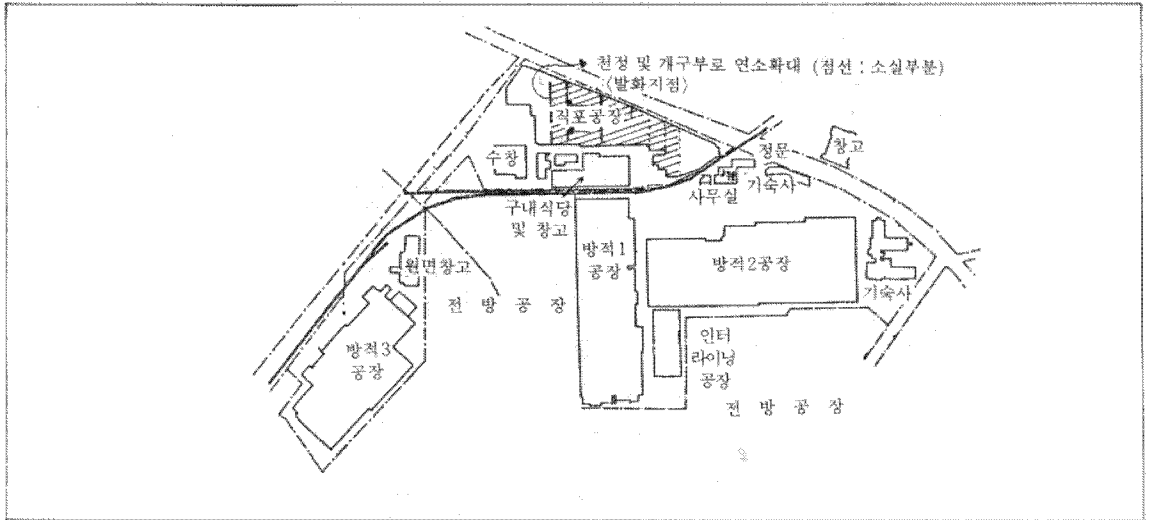 천정 및 개구부로 연소확대 (점선 : 소실부분)
(발화지점)
직포공장
수창
정문
창고
사무실
기숙사
구내식당
및 창고
방적1
공장
방적2공장
기숙사
원면창고
전 방 공 장
방적3
공장
인터
라이닝
공장
전 방 공 장